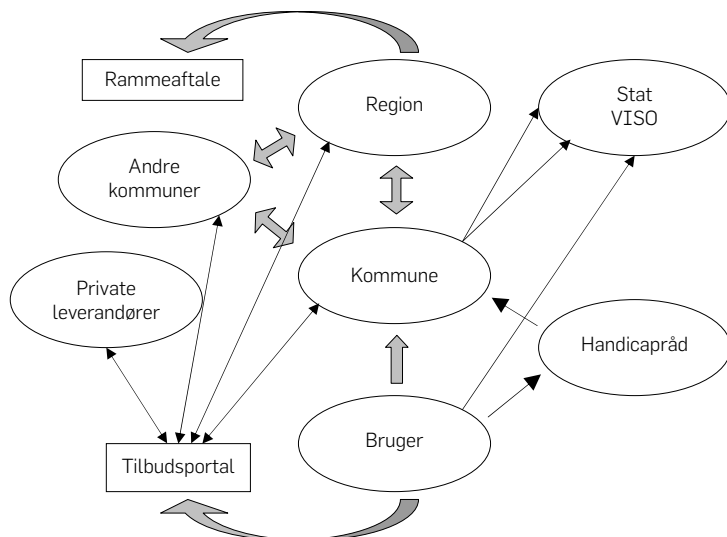 Rammeaftale
Region
Stat
VISO
Andre
kommuner
Kommune
Private
leverandører
Handicapråd
Bruger
Tilbudsportal